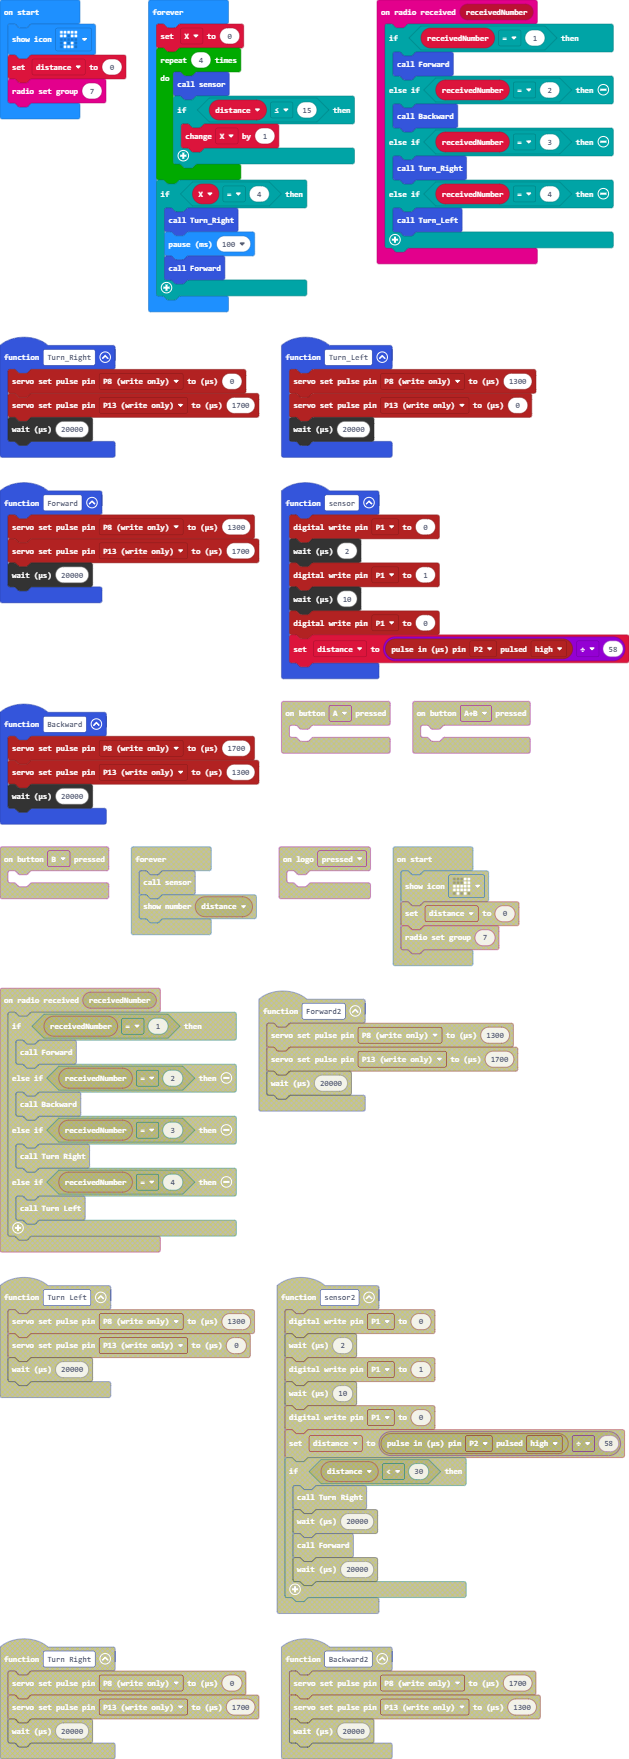 on start
show icon
set distance to 0
radio set group 7
forever
set X to 0
repeat 4 times
do
call sensor
if distance ≤ 15 then
change X by 1
if X = 4 then
call Turn_Right
pause (ms) 100
call Forward
on radio received receivedNumber
if receivedNumber = 1 then
call Forward
else if receivedNumber = 2 then
call Backward
else if receivedNumber = 3 then
call Turn_Right
else if receivedNumber = 4 then
call Turn_Left
function Turn_Right
servo set pulse pin P8 (write only) to (µs) 0
servo set pulse pin P13 (write only) to (µs) 1700
wait (µs) 20000
function Turn_Left
servo set pulse pin P8 (write only) to (µs) 1300
servo set pulse pin P13 (write only) to (µs) 0
wait (µs) 20000
function Forward
servo set pulse pin P8 (write only) to (µs) 1300
servo set pulse pin P13 (write only) to (µs) 1700
wait (µs) 20000
function sensor
digital write pin P1 to 0
wait (µs) 2
digital write pin P1 to 1
wait (µs) 10
digital write pin P1 to 0
set distance to pulse in (µs) pin P2 pulsed high ÷ 58
function Backward
servo set pulse pin P8 (write only) to (µs) 1700
servo set pulse pin P13 (write only) to (µs) 1300
wait (µs) 20000
on button A pressed
on button A+B pressed
on button B pressed
forever
call sensor
show number distance
on logo pressed
on start
show icon
set distance to 0
radio set group 7
on radio received receivedNumber
if receivedNumber = 1 then
call Forward
else if receivedNumber = 2 then
call Backward
else if receivedNumber = 3 then
call Turn Right
else if receivedNumber = 4 then
call Turn Left
function Forward2
servo set pulse pin P8 (write only) to (µs) 1300
servo set pulse pin P13 (write only) to (µs) 1700
wait (µs) 20000
function Turn Left
servo set pulse pin P8 (write only) to (µs) 1300
servo set pulse pin P13 (write only) to (µs) 0
wait (µs) 20000
function sensor2
digital write pin P1 to 0
wait (µs) 2
digital write pin P1 to 1
wait (µs) 10
digital write pin P1 to 0
set distance to pulse in (µs) pin P2 pulsed high ÷ 58
if distance < 30 then
call Turn Right
wait (µs) 20000
call Forward
wait (µs) 20000
function Turn Right
servo set pulse pin P8 (write only) to (µs) 0
servo set pulse pin P13 (write only) to (µs) 1700
wait (µs) 20000
function Backward2
servo set pulse pin P8 (write only) to (µs) 1700
servo set pulse pin P13 (write only) to (µs) 1300
wait (µs) 20000